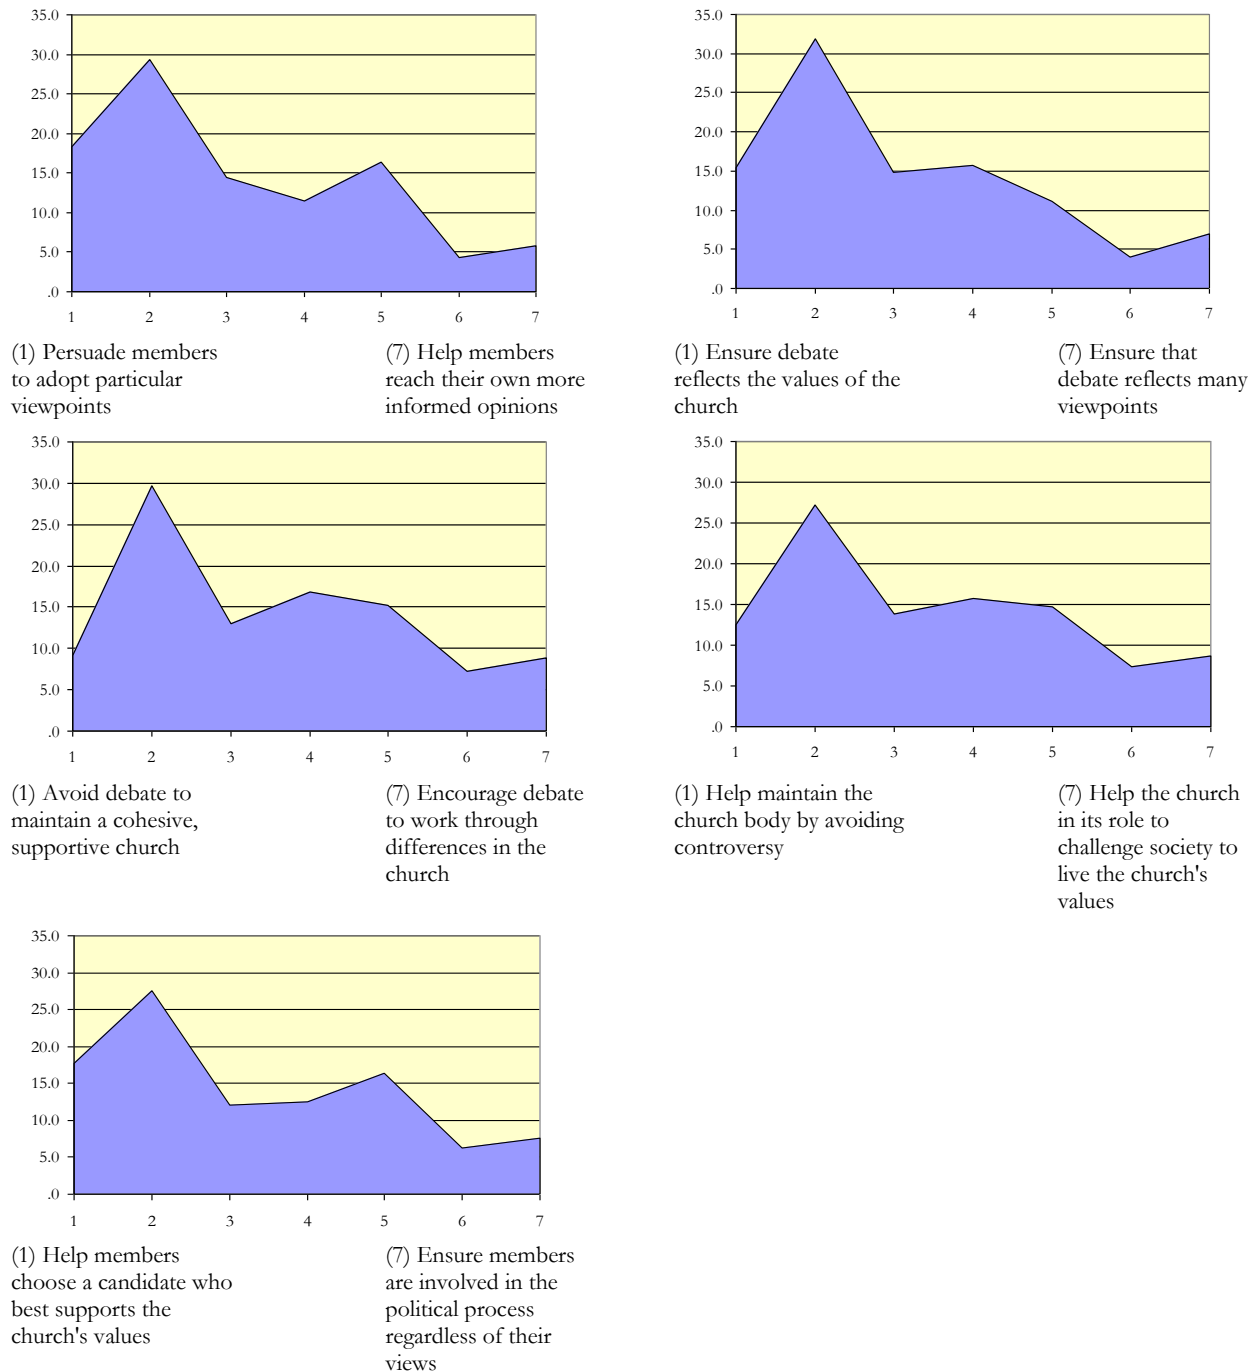 35.0
30.0
25.0
20.0
15.0
10.0
5.0
.0
1 2 3 4 5 6 7
(1) Persuade members
to adopt particular
viewpoints
(7) Help members
reach their own more
informed opinions
35.0
30.0
25.0
20.0
15.0
10.0
5.0
.0
1 2 3 4 5 6 7
(1) Ensure debate
reflects the values of the
church
(7) Ensure that
debate reflects many
viewpoints
35.0
30.0
25.0
20.0
15.0
10.0
5.0
.0
1 2 3 4 5 6 7
(1) Avoid debate to
maintain a cohesive,
supportive church
(7) Encourage debate
to work through
differences in the
church
35.0
30.0
25.0
20.0
15.0
10.0
5.0
.0
1 2 3 4 5 6 7
(1) Help maintain the
church body by avoiding
controversy
(7) Help the church
in its role to
challenge society to
live the church's
values
35.0
30.0
25.0
20.0
15.0
10.0
5.0
.0
1 2 3 4 5 6 7
(1) Help members
choose a candidate who
best supports the
church's values
(7) Ensure members
are involved in the
political process
regardless of their
views